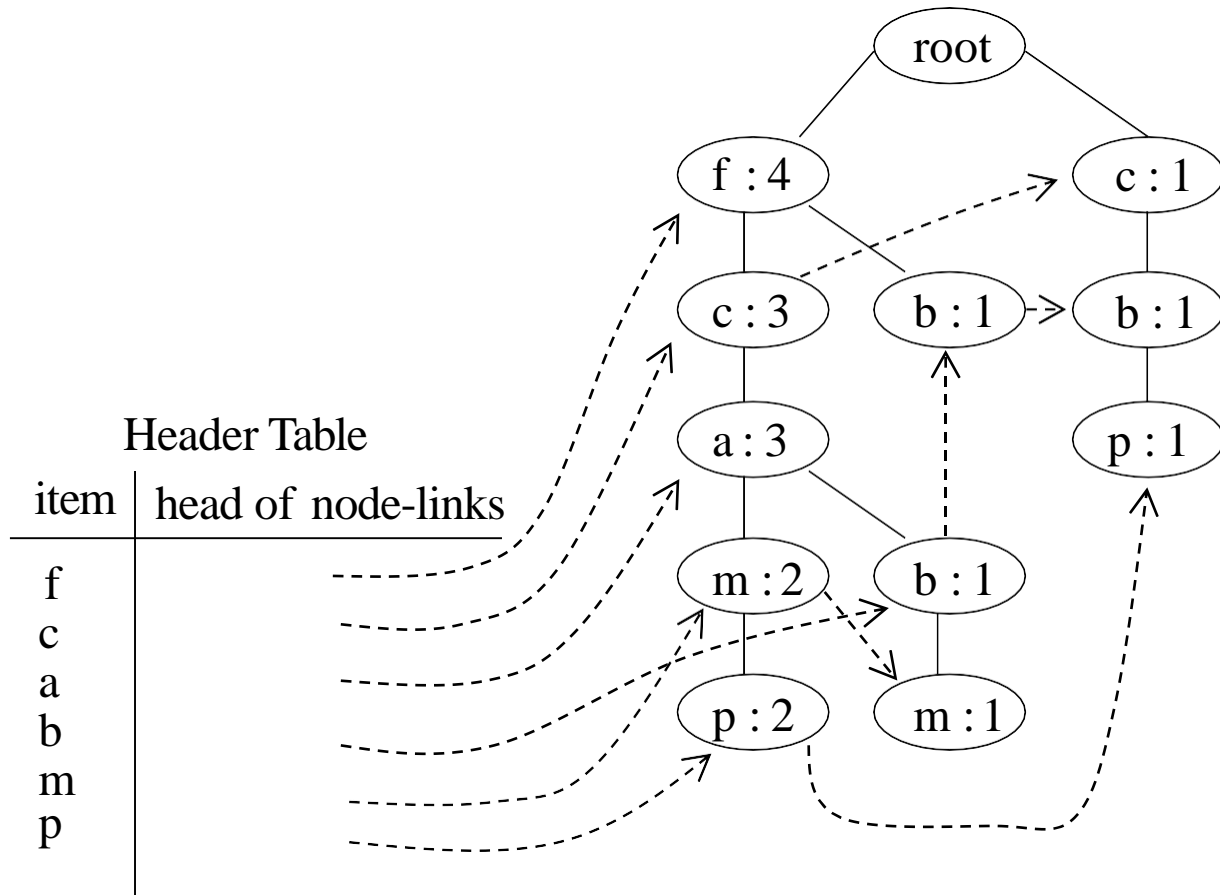 root
f : 4
c : 1
c : 3
b : 1
b : 1
Header Table
a : 3
p : 1
item
head of node-links
m : 2
b : 1
f
c
a
p : 2
m : 1
b
m
p